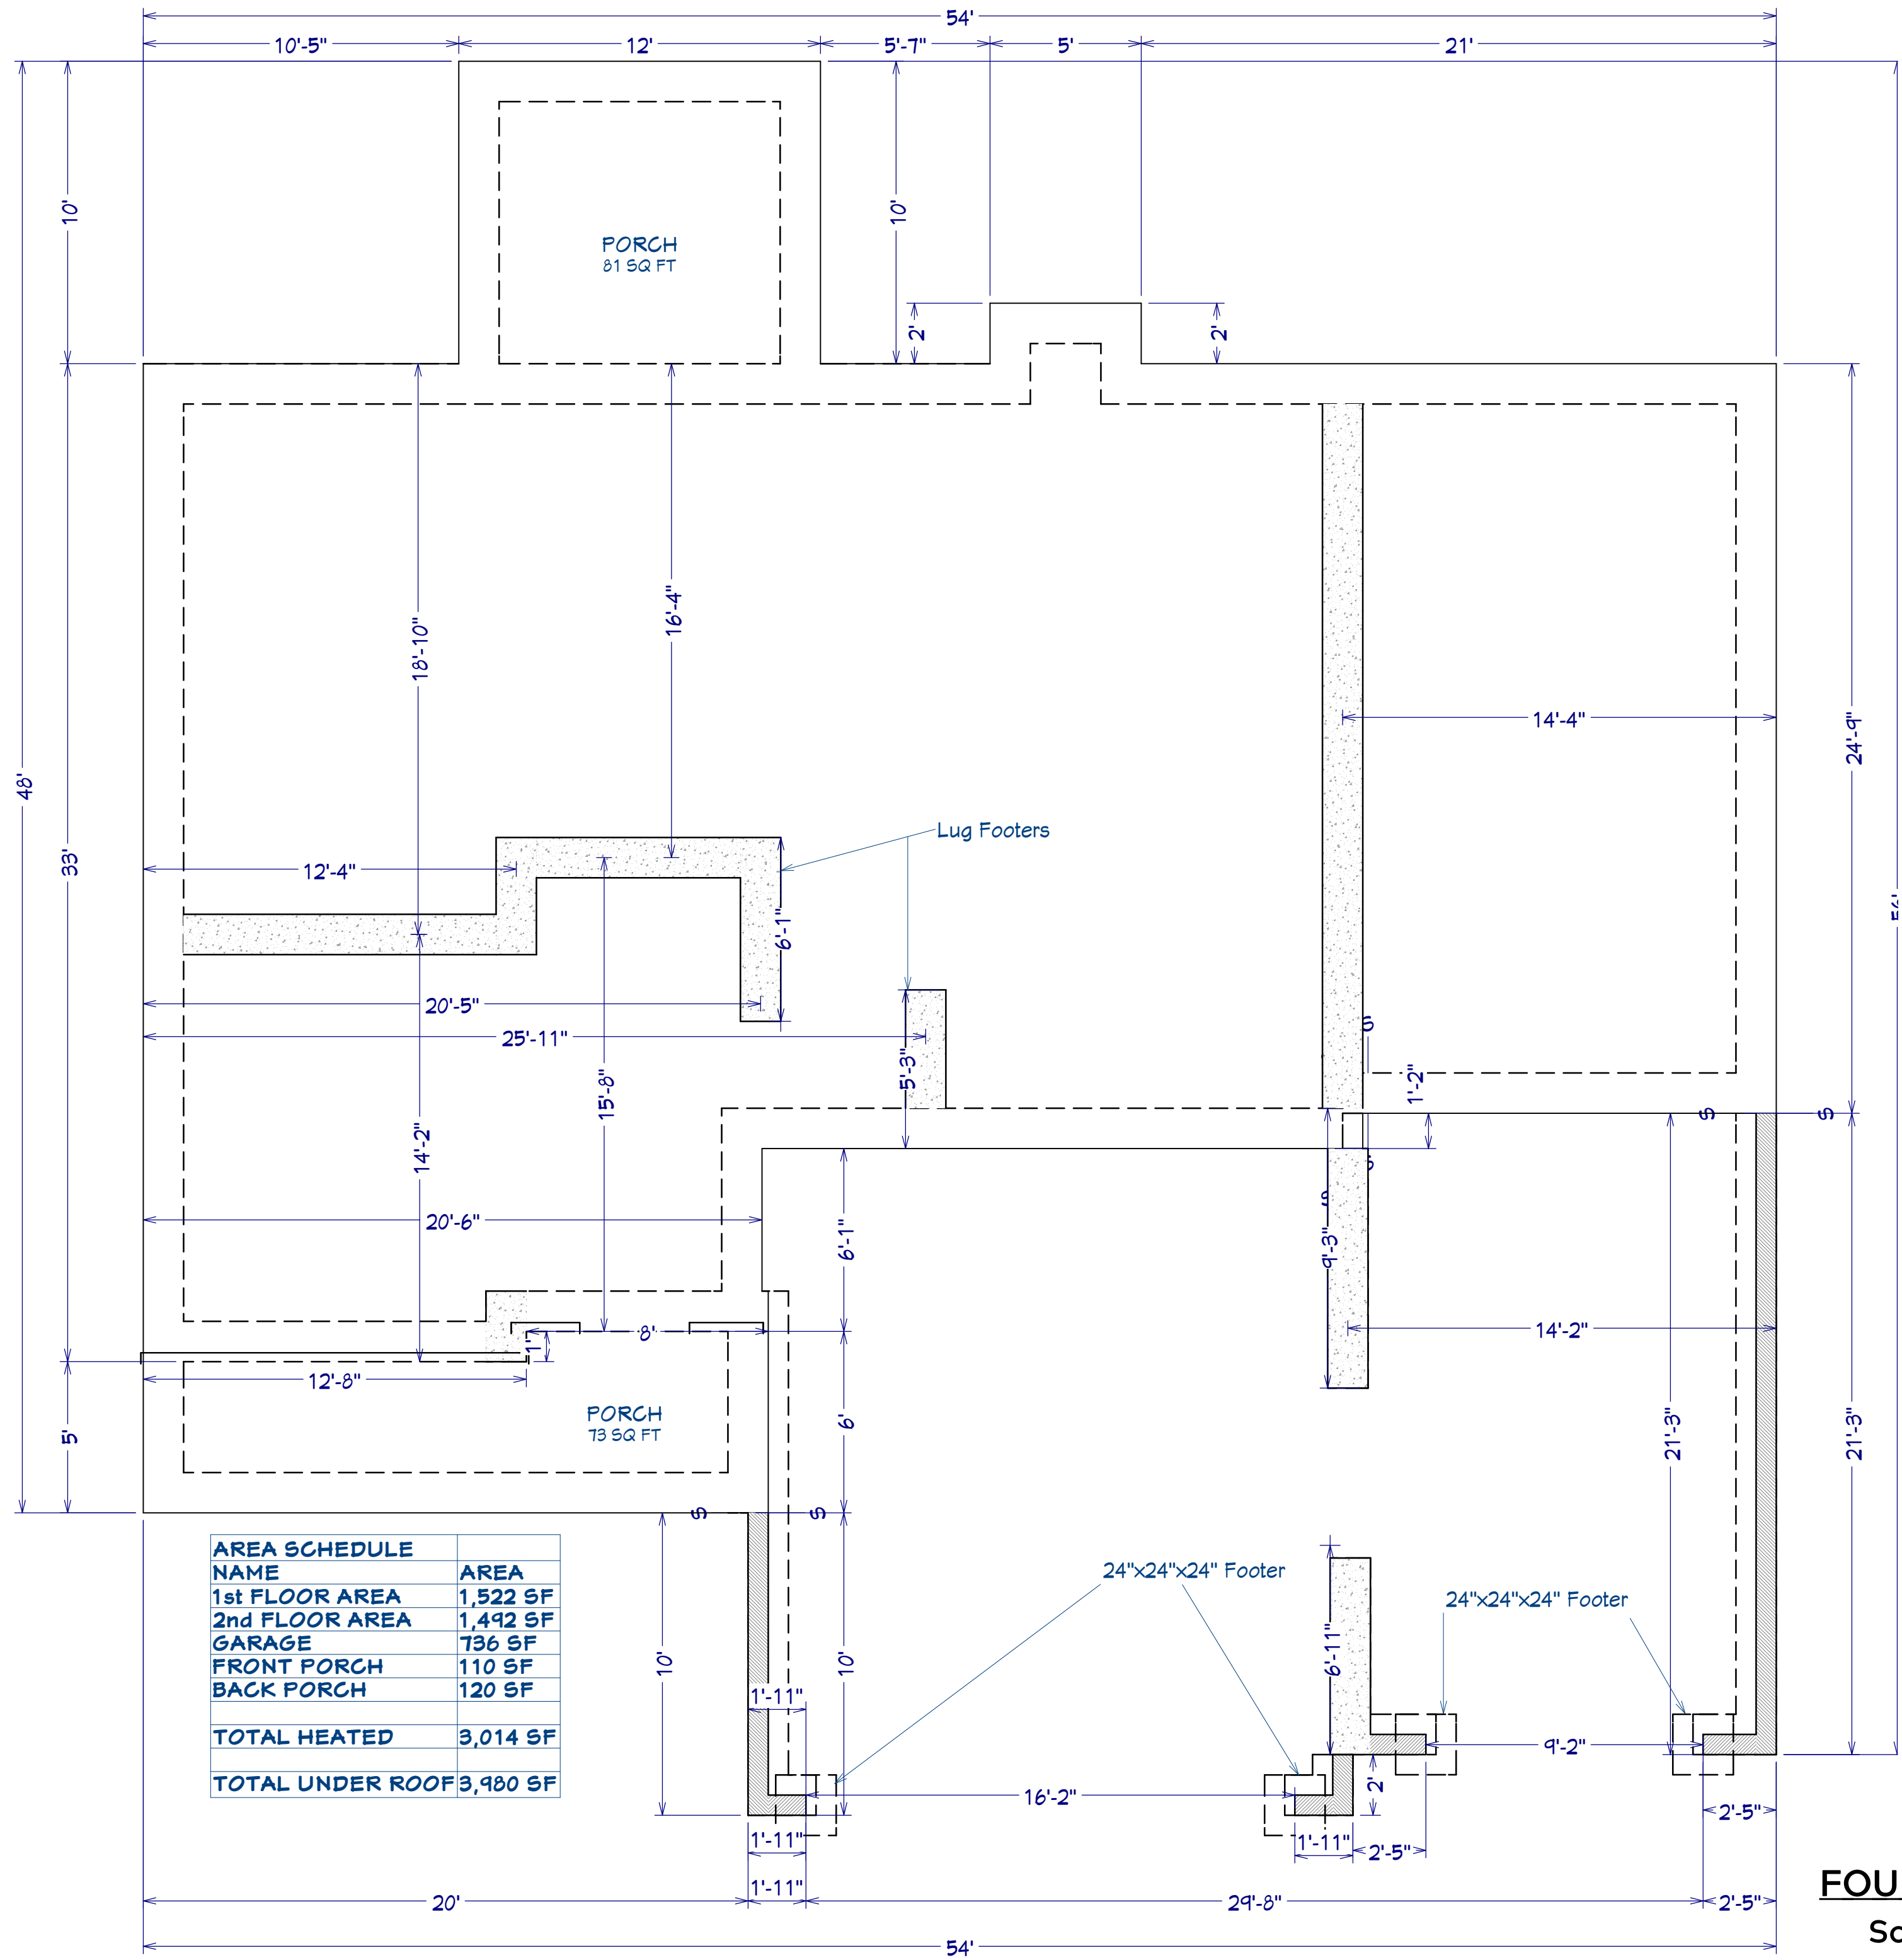 54'
10'-5"
12'
5'-7"
5'
21'
10'
10'
PORCH
81 SQ FT
2'
2'
48'
33'
18'-10"
16'-4"
14'-4"
24'-9"
Lug Footers
12'-4"
6'-1"
20'-5"
25'-11"
S
5'-3"
15'-8"
1'-2"
S
S
14'-2"
20'-6"
6'-1"
9'-3"
8'
1'
14'-2"
12'-8"
PORCH
73 SQ FT
5'
6'
21'-3"
21'-3"
S
S
AREA SCHEDULE
NAME AREA
1st FLOOR AREA 1,522 SF
2nd FLOOR AREA 1,492 SF
GARAGE 736 SF
FRONT PORCH 110 SF
BACK PORCH 120 SF
TOTAL HEATED 3,014 SF
TOTAL UNDER ROOF 3,980 SF
24"x24"x24" Footer
24"x24"x24" Footer
10'
10'
6'-11"
1'-11"
9'-2"
16'-2"
2'
2'-5"
1'-11"
1'-11"
2'-5"
1'-11"
20'
29'-8"
2'-5"
54'
FOU
Sc